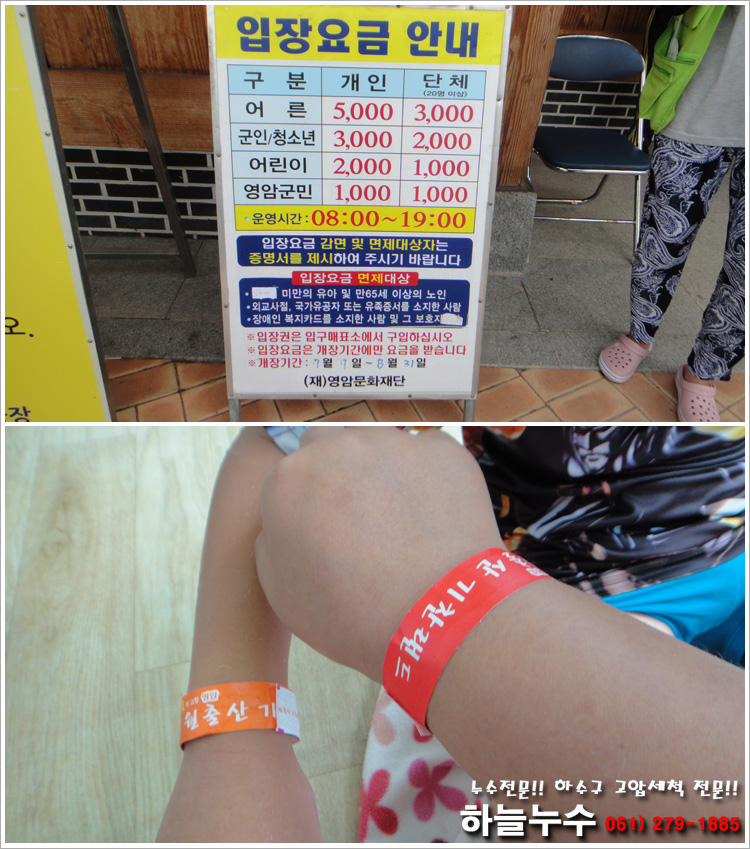 입장요금 안내
구 분 개 인 단 체
(20명 이상)
어 른 5,000 3,000
군인/청소년 3,000 2,000
어린이 2,000 1,000
영암군민 1,000 1,000
운영시간 : 08:00~19:00
입장요금 감면 및 면제대상자는
증명서를 제시하여 주시기 바랍니다
입장요금 면제대상
• 미만의 유아 및 만65세 이상의 노인
• 외교사절, 국가유공자 또는 유족증서를 소지한 사람
• 장애인 복지카드를 소지한 사람 및 그 보호자
※입장권은 입구매표소에서 구입하십시오
※입장요금은 개장기간에만 요금을 받습니다
※개장기간 : 7월 9일~8월 31일
(재)영암문화재단
오.
장
산 기찬랜드
영암
월출산 기
누수전문!! 하수구 고압세척 전문!!
하늘누수 061) 279-1885